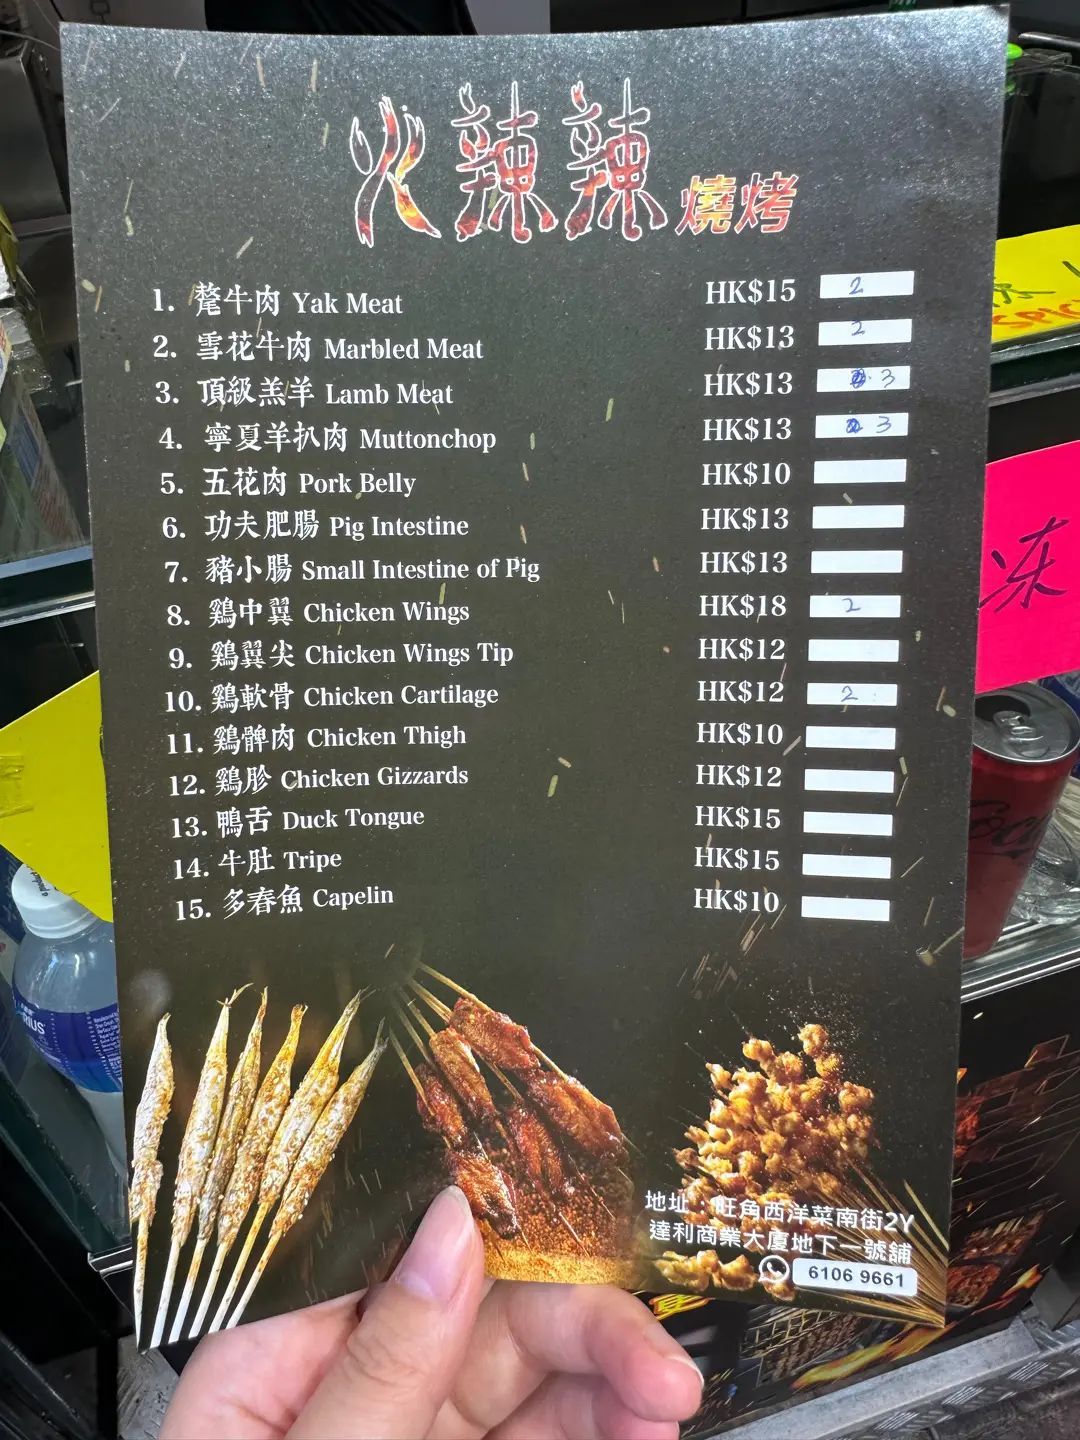 火辣辣燒烤
1. 氂牛肉 Yak Meat HK$15 2
2. 雪花牛肉 Marbled Meat HK$13 2
3. 頂級羔羊 Lamb Meat HK$13 3
4. 寧夏羊扒肉 Muttonchop HK$13 3
5. 五花肉 Pork Belly HK$10
6. 功夫肥腸 Pig Intestine HK$13
7. 豬小腸 Small Intestine of Pig HK$13
8. 鷄中翼 Chicken Wings HK$18 2
9. 鷄翼尖 Chicken Wings Tip HK$12
10. 鷄軟骨 Chicken Cartilage HK$12 2
11. 鷄髀肉 Chicken Thigh HK$10
12. 鷄胗 Chicken Gizzards HK$12
13. 鴨舌 Duck Tongue HK$15
14. 牛肚 Tripe HK$15
15. 多春魚 Capelin HK$10
地址：旺角西洋菜南街2Y
達利商業大廈地下一號舖
6106 9661
SPIC
冻